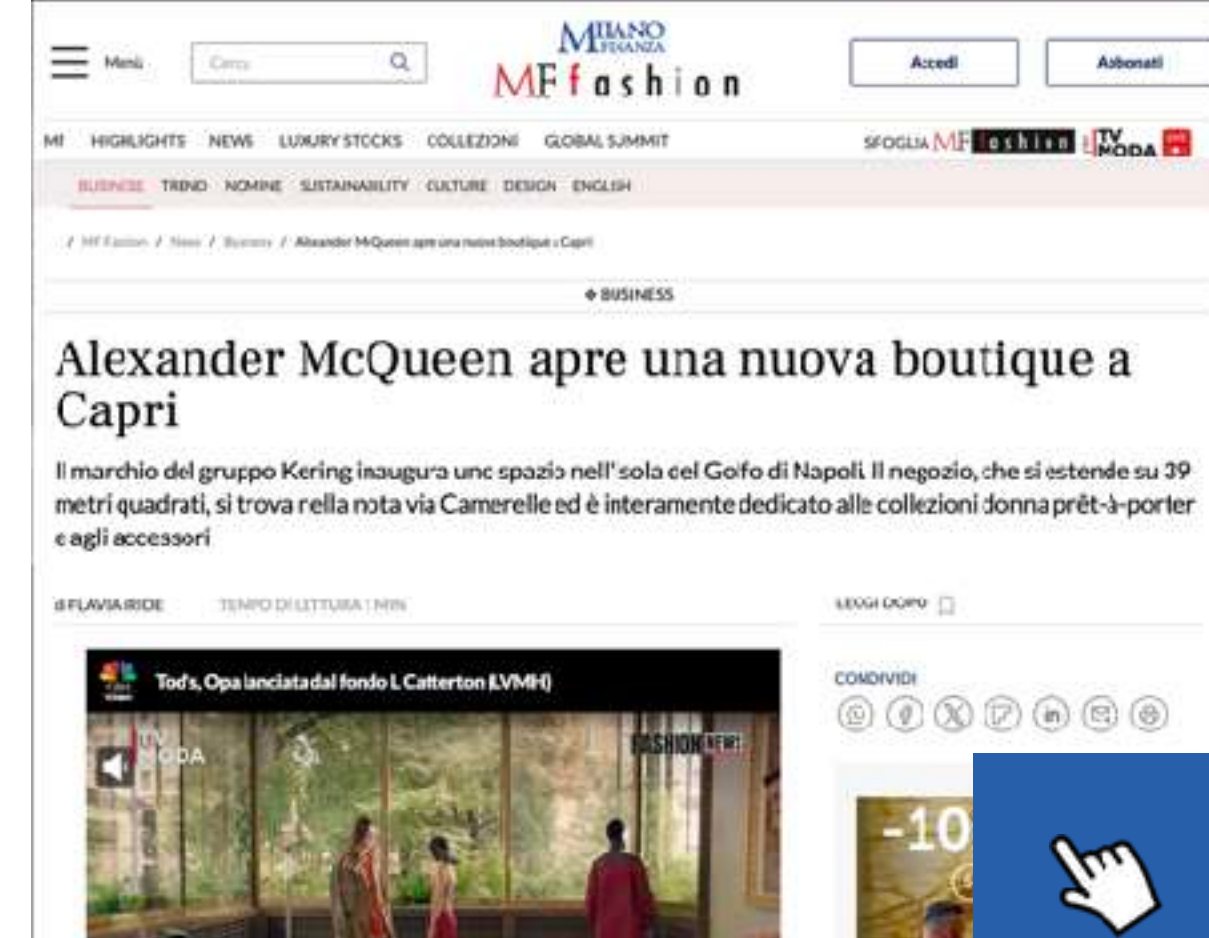 Menù
Cerca
MILANO
FINANZA
MF fashion
Accedi
Abbonati
MF HIGHLIGHTS NEWS LUXURY STOCKS COLLEZIONI GLOBAL SUMMIT
SFOGLIA MF fashion TV MODA
BUSINESS TREND NOMINE SUSTAINABILITY CULTURE DESIGN ENGLISH
/ MF Fashion / News / Business / Alexander McQueen apre una nuova boutique a Capri
BUSINESS
Alexander McQueen apre una nuova boutique a
Capri
Il marchio del gruppo Kering inaugura uno spazio nell'isola del Golfo di Napoli. Il negozio, che si estende su 39
metri quadrati, si trova nella nota via Camerelle ed è interamente dedicato alle collezioni donna prêt-à-porter
e agli accessori
di FLAVIA
TEMPO DI LETTURA 1 MIN
LEGGI DOPO
Tod's, Opa lanciata dal fondo L Catterton (LVMH)
CONDIVIDI
TV
MODA
FASHION NEWS
-10